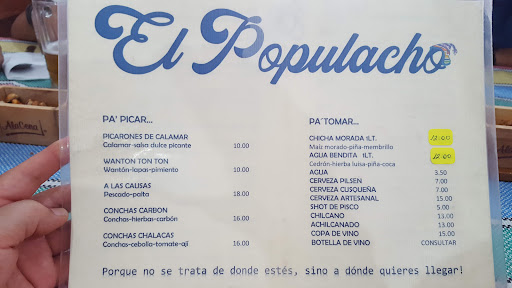 El Populacho
PA' PICAR...
PICARONES DE CALAMAR
Calamar-salsa dulce picante 10.00
WANTON TON TON
Wantón-lapas-pimiento 10.00
A LAS CAUSAS
Pescado-palta 18.00
CONCHAS CARBON
Conchas-hierbas-carbón 16.00
CONCHAS CHALACAS
Conchas-cebolla-tomate-ají 16.00
PA´TOMAR...
CHICHA MORADA 1LT. 12.00
Maíz morado-piña-membrillo
AGUA BENDITA 1LT. 12.00
Cedrón-hierba luisa-piña-coca
AGUA 3.50
CERVEZA PILSEN 7.00
CERVEZA CUSQUEÑA 7.00
CERVEZA ARTESANAL 15.00
SHOT DE PISCO 5.00
CHILCANO 13.00
ACHILCANADO 13.00
COPA DE VINO 15.00
BOTELLA DE VINO CONSULTAR
Porque no se trata de donde estés, sino a dónde quieres llegar!